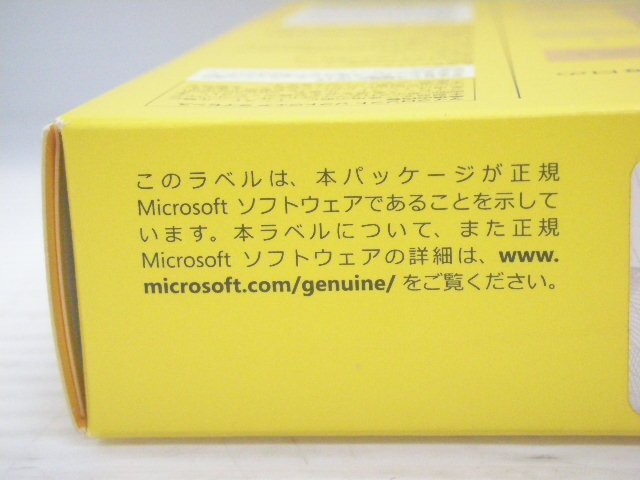 このラベルは、本パッケージが正規
Microsoft ソフトウェアであることを示して
います。本ラベルについて、また正規
Microsoft ソフトウェアの詳細は、www.
microsoft.com/genuine/ をご覧ください。